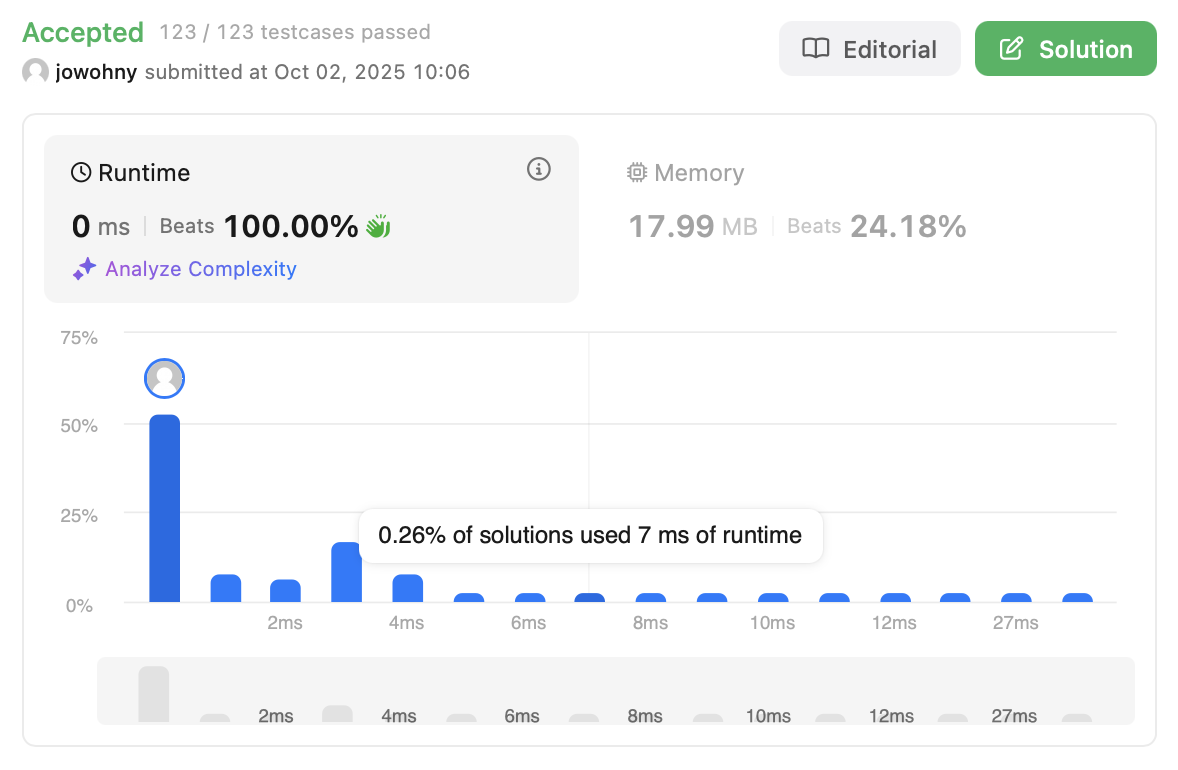 Accepted 123 / 123 testcases passed
jowohny submitted at Oct 02, 2025 10:06
Editorial
Solution
Runtime
0 ms Beats 100.00%
Analyze Complexity
Memory
17.99 MB Beats 24.18%
75%
50%
25%
0%
0.26% of solutions used 7 ms of runtime
2ms 4ms 6ms 8ms 10ms 12ms 27ms
2ms 4ms 6ms 8ms 10ms 12ms 27ms